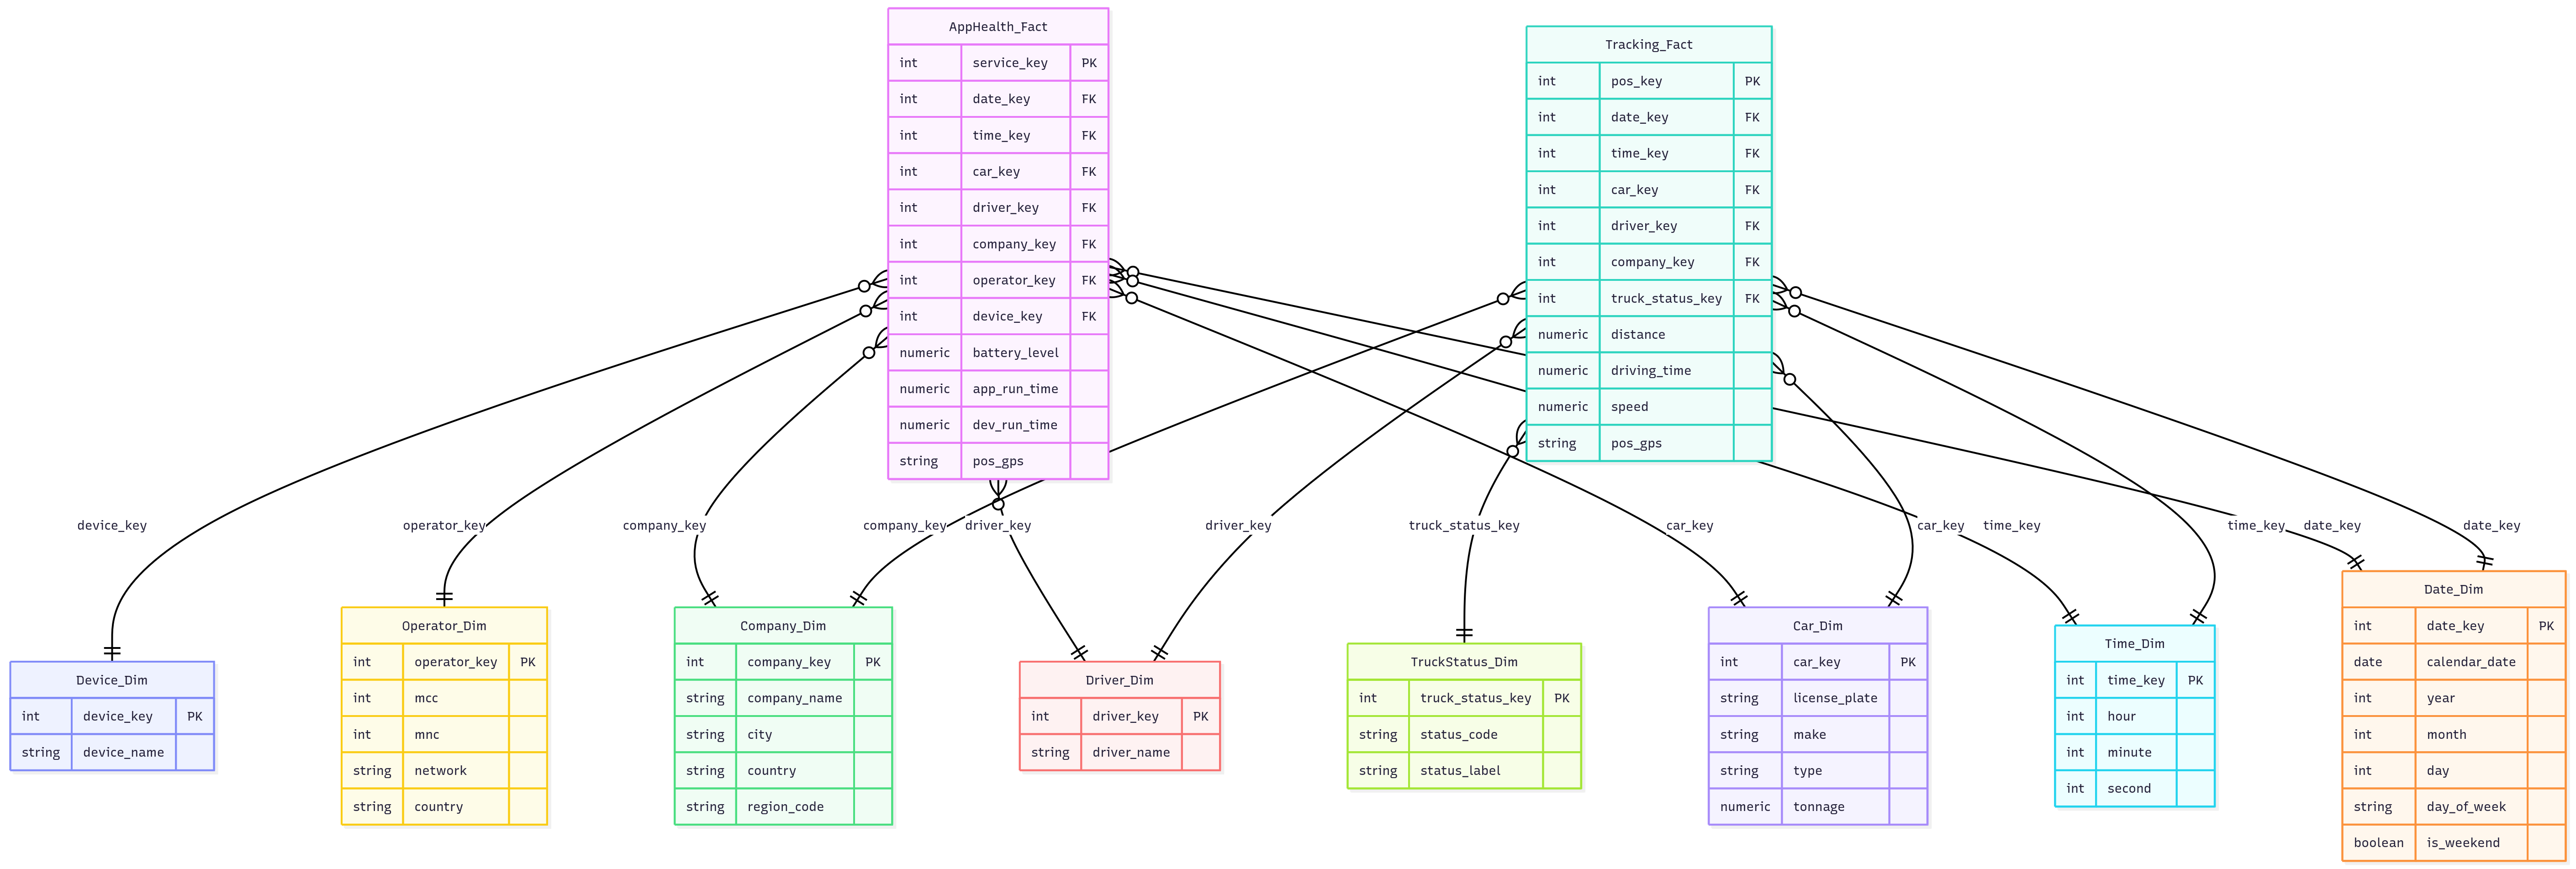 AppHealth_Fact
int service_key PK
int date_key FK
int time_key FK
int car_key FK
int driver_key FK
int company_key FK
int operator_key FK
int device_key FK
numeric battery_level
numeric app_run_time
numeric dev_run_time
string pos_gps
Tracking_Fact
int pos_key PK
int date_key FK
int time_key FK
int car_key FK
int driver_key FK
int company_key FK
int truck_status_key FK
numeric distance
numeric driving_time
numeric speed
string pos_gps
device_key
operator_key
company_key
company_key
driver_key
driver_key
truck_status_key
car_key
car_key
time_key
time_key
date_key
date_key
Device_Dim
int device_key PK
string device_name
Operator_Dim
int operator_key PK
int mcc
int mnc
string network
string country
Company_Dim
int company_key PK
string company_name
string city
string country
string region_code
Driver_Dim
int driver_key PK
string driver_name
TruckStatus_Dim
int truck_status_key PK
string status_code
string status_label
Car_Dim
int car_key PK
string license_plate
string make
string type
numeric tonnage
Time_Dim
int time_key PK
int hour
int minute
int second
Date_Dim
int date_key PK
date calendar_date
int year
int month
int day
string day_of_week
boolean is_weekend